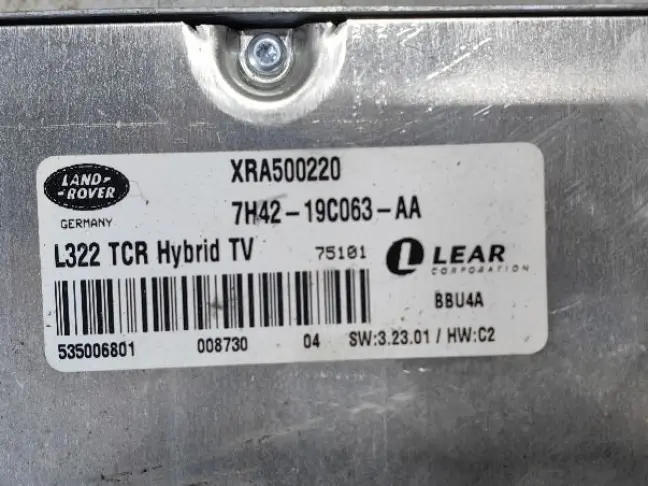 XRA500220
LAND-
-ROVER
GERMANY
7H42-19C063-AA
L322 TCR Hybrid TV 75101
LEAR
CORPORATION
BBU4A
535006801 008730 04 SW:3.23.01 / HW:C2